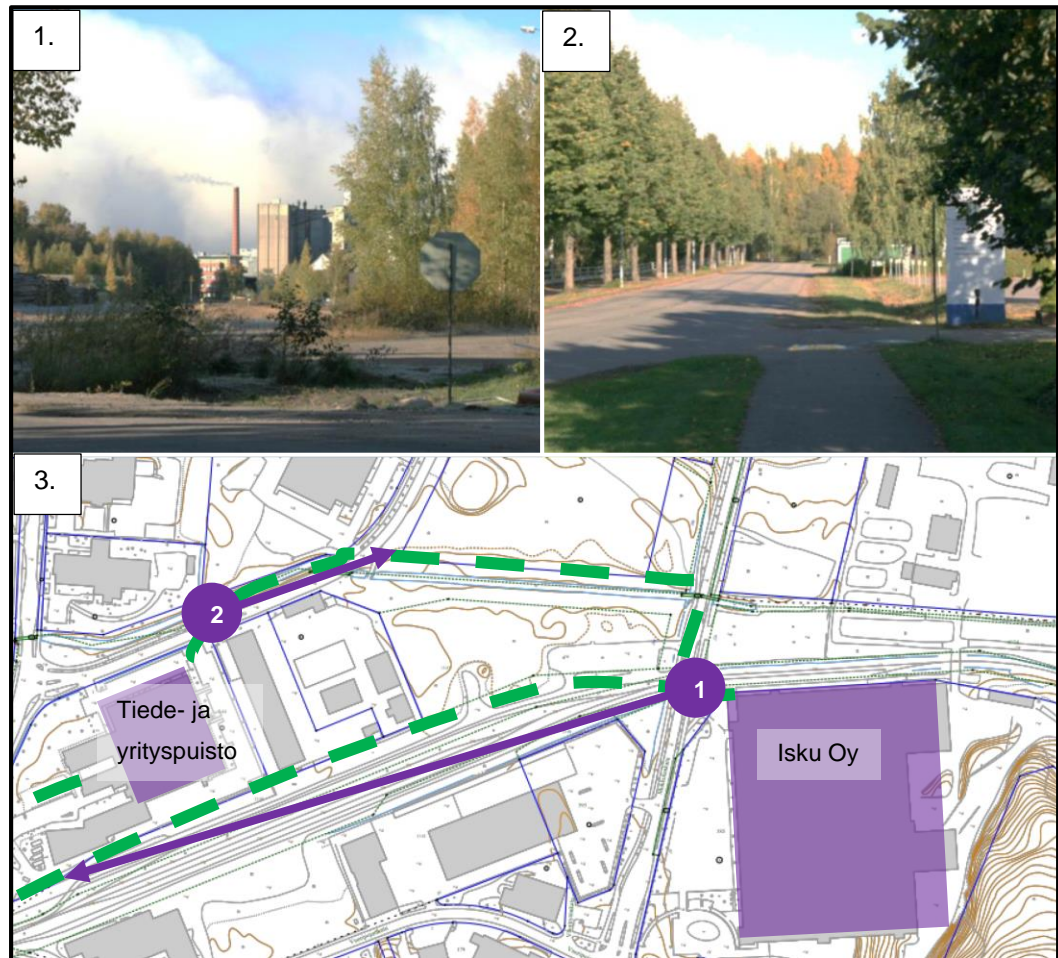 1.
2.
3.
2
1
Tiede- ja
yrityspuisto
Isku Oy